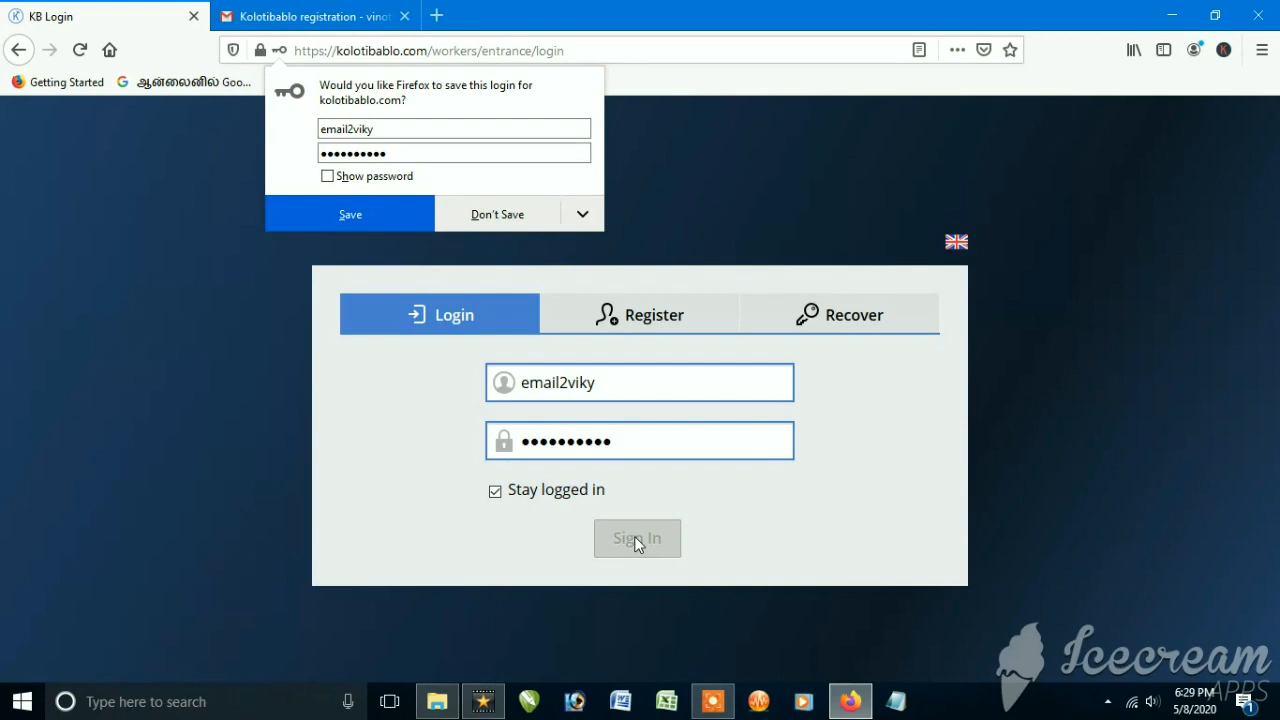 KB Login
Kolotibablo registration - vinot
https://kolotibablo.com/workers/entrance/login
Getting Started
ஆன்லைனில் Goo...
Would you like Firefox to save this login for
kolotibablo.com?
email2viky
••••••••••
Show password
Save
Don't Save
Login
Register
Recover
email2viky
••••••••••
Stay logged in
Sign In
Icecream
APPS
Type here to search
6:29 PM
5/8/2020
1